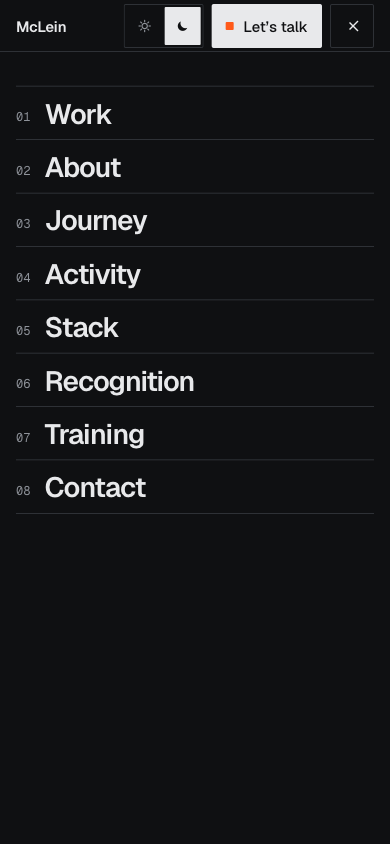 McLein
Let's talk
01 Work
02 About
03 Journey
04 Activity
05 Stack
06 Recognition
07 Training
08 Contact